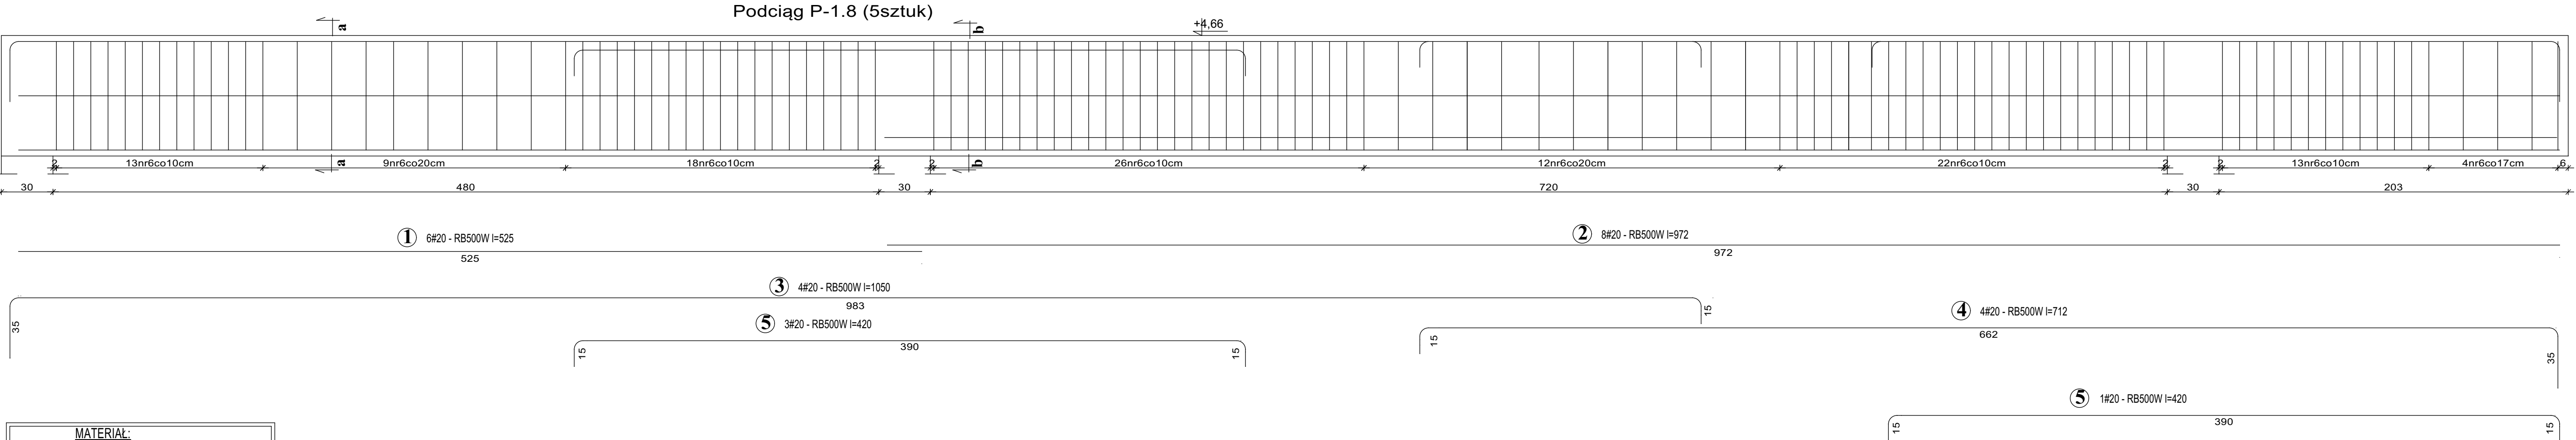 Podciąg P-1.8 (5sztuk)
a
b
+4,66
2 13nr6co10cm 9nr6co20cm 18nr6co10cm 2 2 26nr6co10cm 12nr6co20cm 22nr6co10cm 2 2 13nr6co10cm 4nr6co17cm 6
a
b
30 480 30 720 30 203
1 6#20 - RB500W l=525
525
2 8#20 - RB500W l=972
972
3 4#20 - RB500W l=1050
983
35
15
5 3#20 - RB500W l=420
390
15
15
4 4#20 - RB500W l=712
662
15
35
5 1#20 - RB500W l=420
390
15
15
MATERIAŁ: